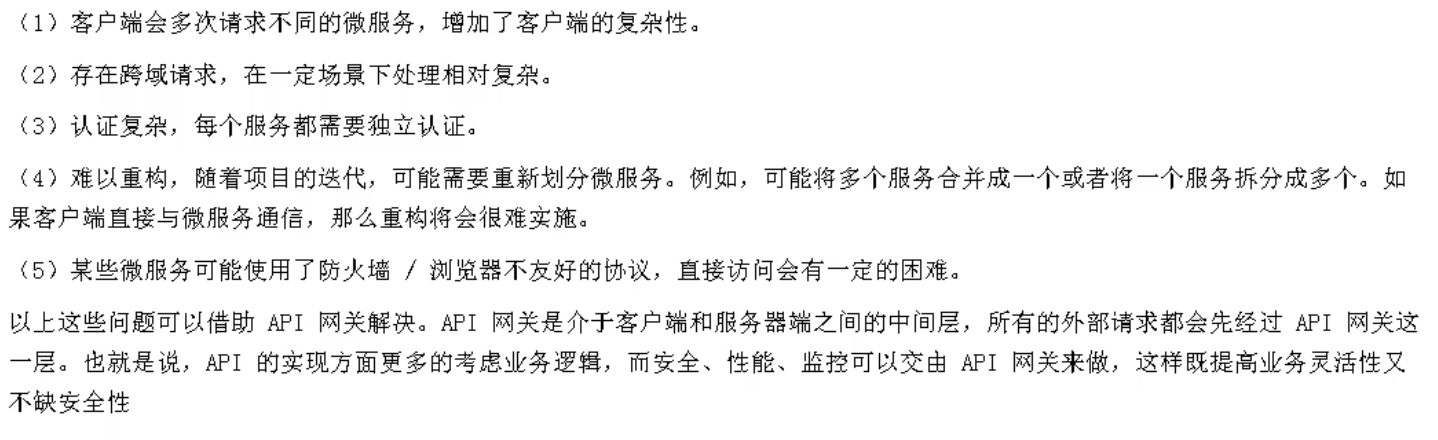 （1）客户端会多次请求不同的微服务，增加了客户端的复杂性。
（2）存在跨域请求，在一定场景下处理相对复杂。
（3）认证复杂，每个服务都需要独立认证。
（4）难以重构，随着项目的迭代，可能需要重新划分微服务。例如，可能将多个服务合并成一个或者将一个服务拆分成多个。如
果客户端直接与微服务通信，那么重构将会很难实施。
（5）某些微服务可能使用了防火墙 / 浏览器不友好的协议，直接访问会有一定的困难。
以上这些问题可以借助 API 网关解决。API 网关是介于客户端和服务器端之间的中间层，所有的外部请求都会先经过 API 网关这
一层。也就是说，API 的实现方面更多的考虑业务逻辑，而安全、性能、监控可以交由 API 网关来做，这样既提高业务灵活性又
不缺安全性